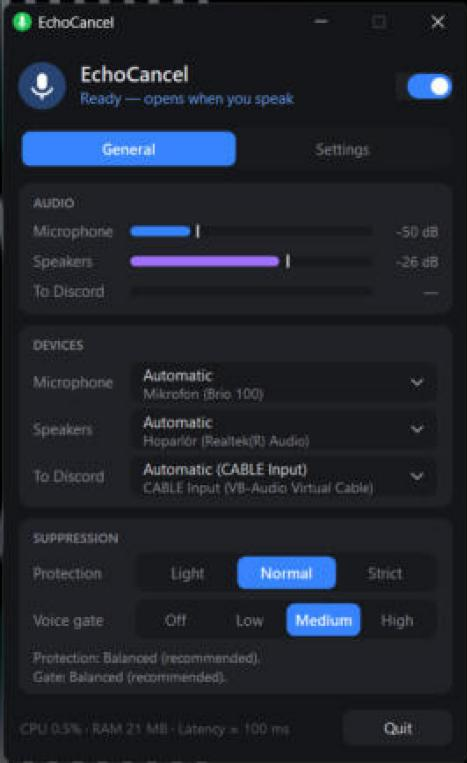 EchoCancel
EchoCancel
Ready — opens when you speak
General Settings
AUDIO
Microphone -50 dB
Speakers -26 dB
To Discord —
DEVICES
Microphone Automatic
Mikrofon (Brio 100)
Speakers Automatic
Hoparlör (Realtek(R) Audio)
To Discord Automatic (CABLE Input)
CABLE Input (VB-Audio Virtual Cable)
SUPPRESSION
Protection Light Normal Strict
Voice gate Off Low Medium High
Protection: Balanced (recommended).
Gate: Balanced (recommended).
CPU 0.5% · RAM 21 MB · Latency ≈ 100 ms Quit